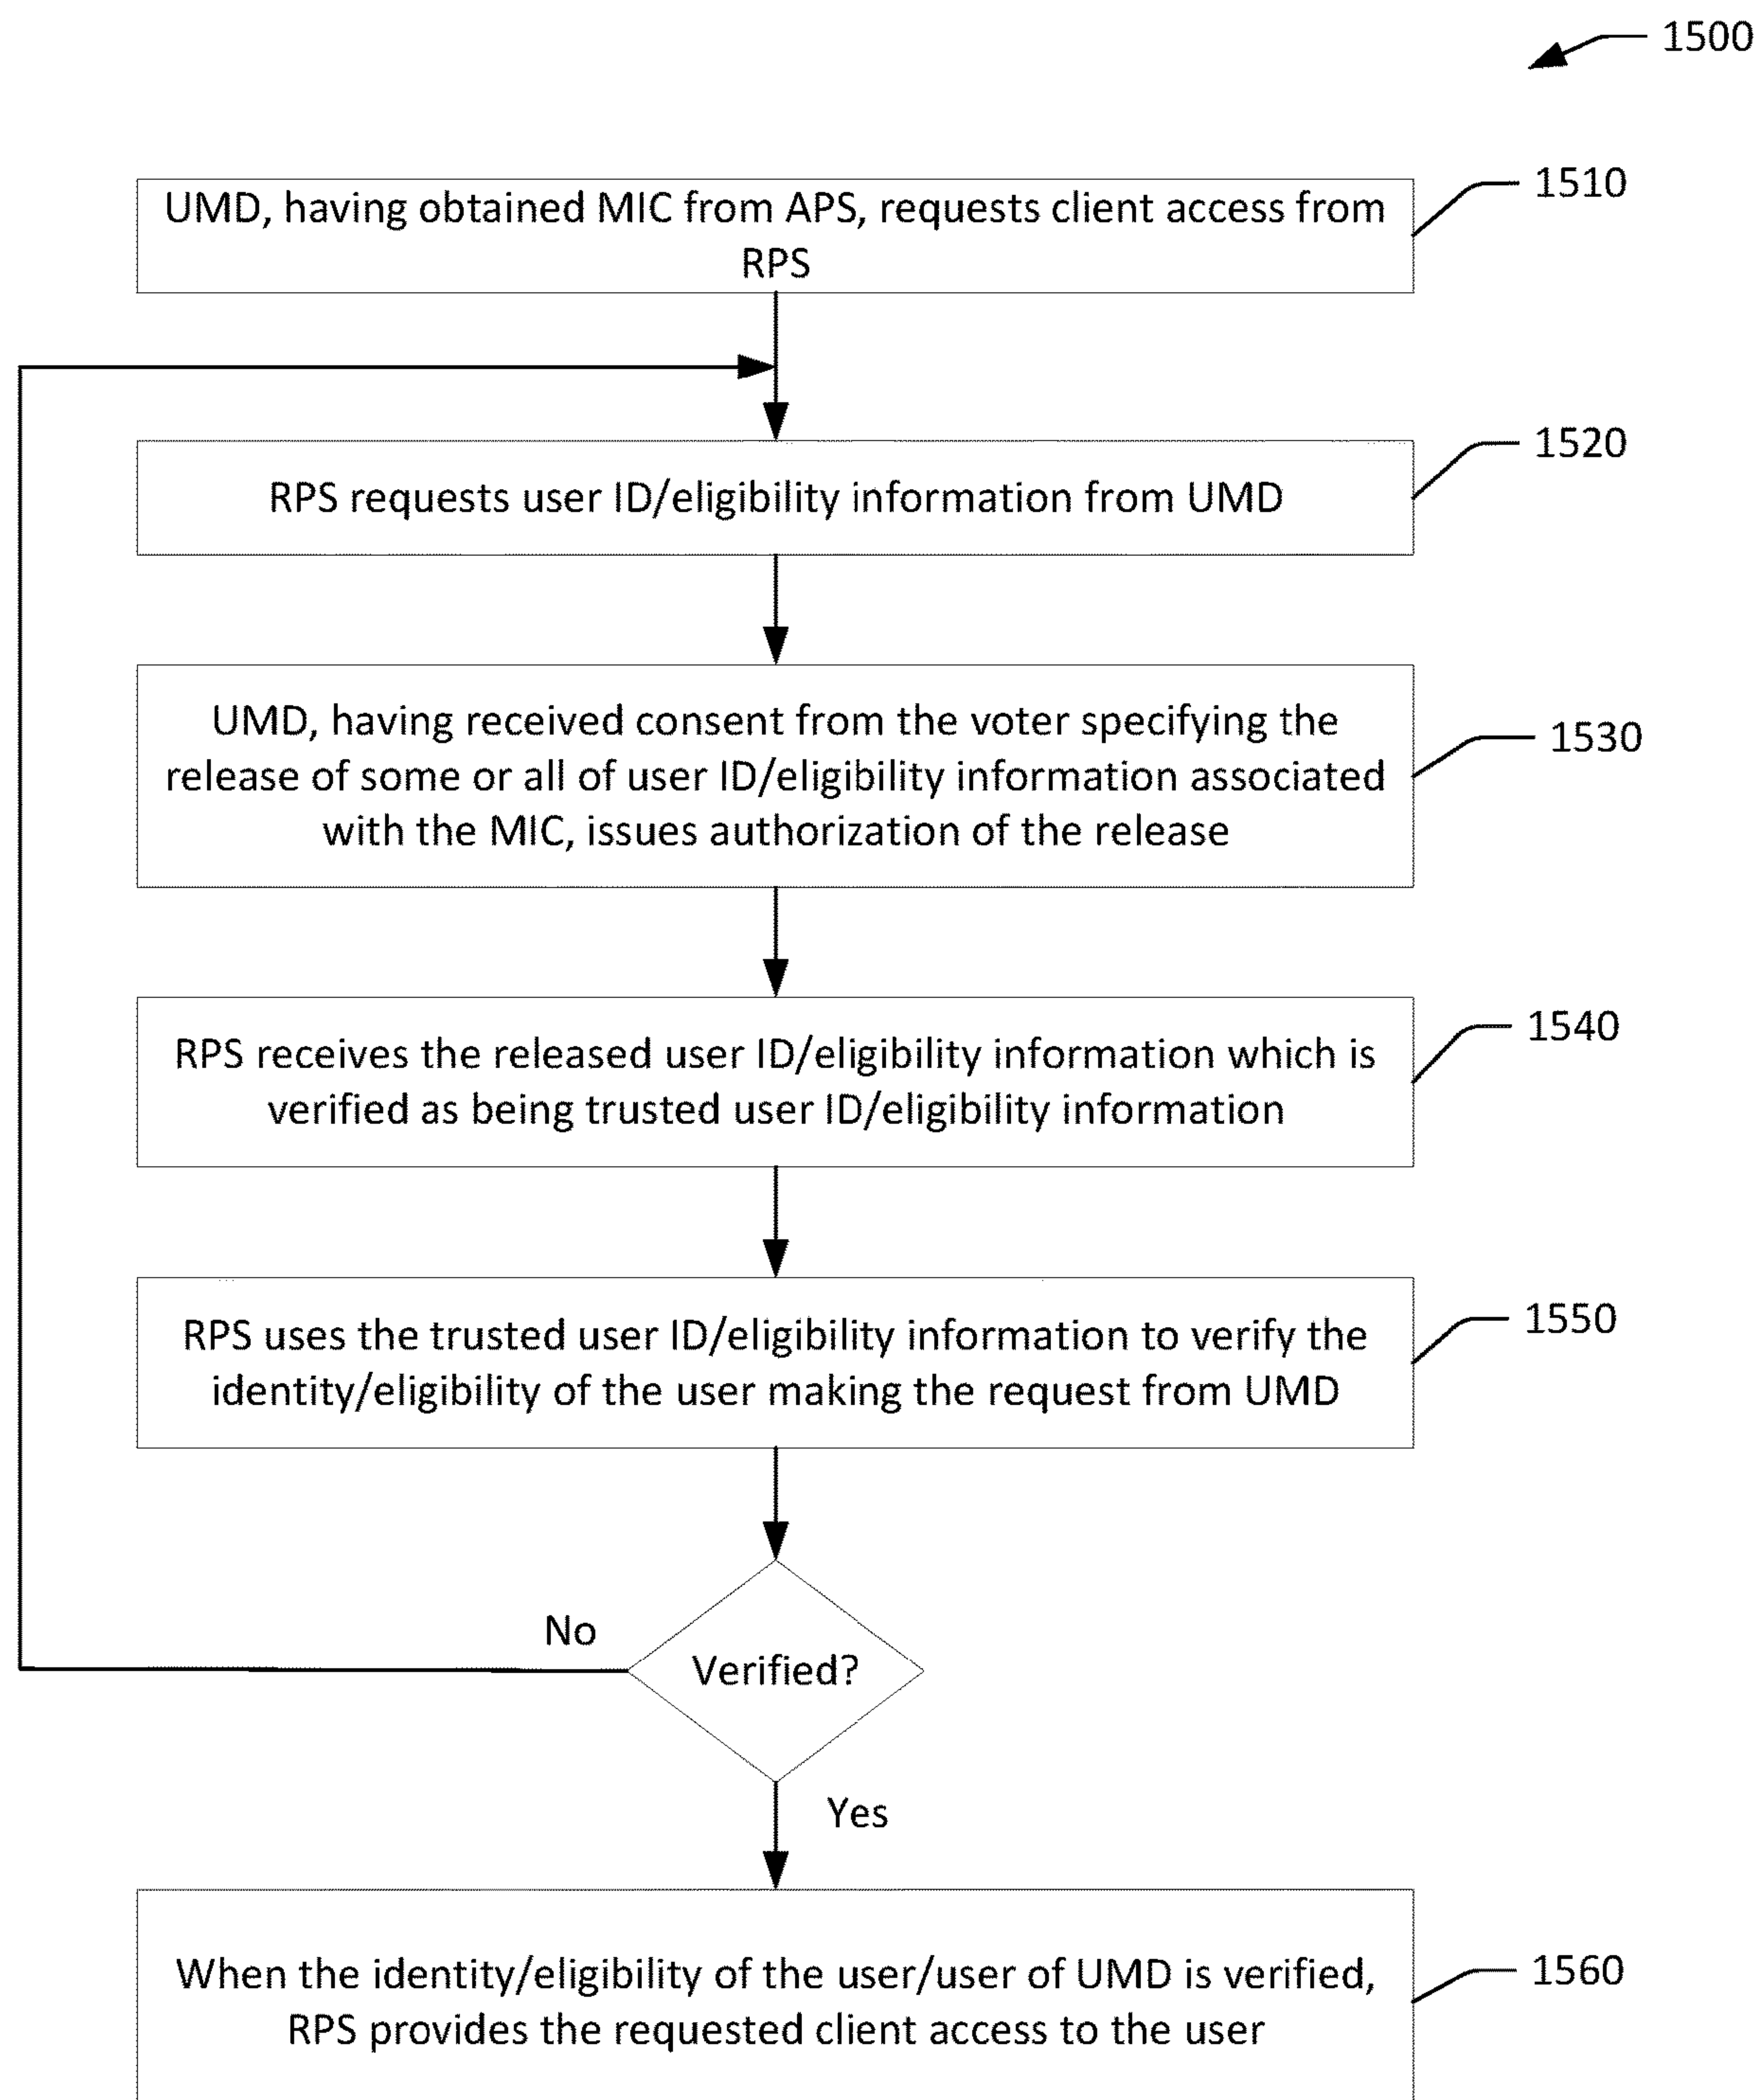 1500
UMD, having obtained MIC from APS, requests client access from
RPS
1510
RPS requests user ID/eligibility information from UMD
1520
UMD, having received consent from the voter specifying the
release of some or all of user ID/eligibility information associated
with the MIC, issues authorization of the release
1530
RPS receives the released user ID/eligibility information which is
verified as being trusted user ID/eligibility information
1540
RPS uses the trusted user ID/eligibility information to verify the
identity/eligibility of the user making the request from UMD
1550
No
Verified?
Yes
When the identity/eligibility of the user/user of UMD is verified,
RPS provides the requested client access to the user
1560